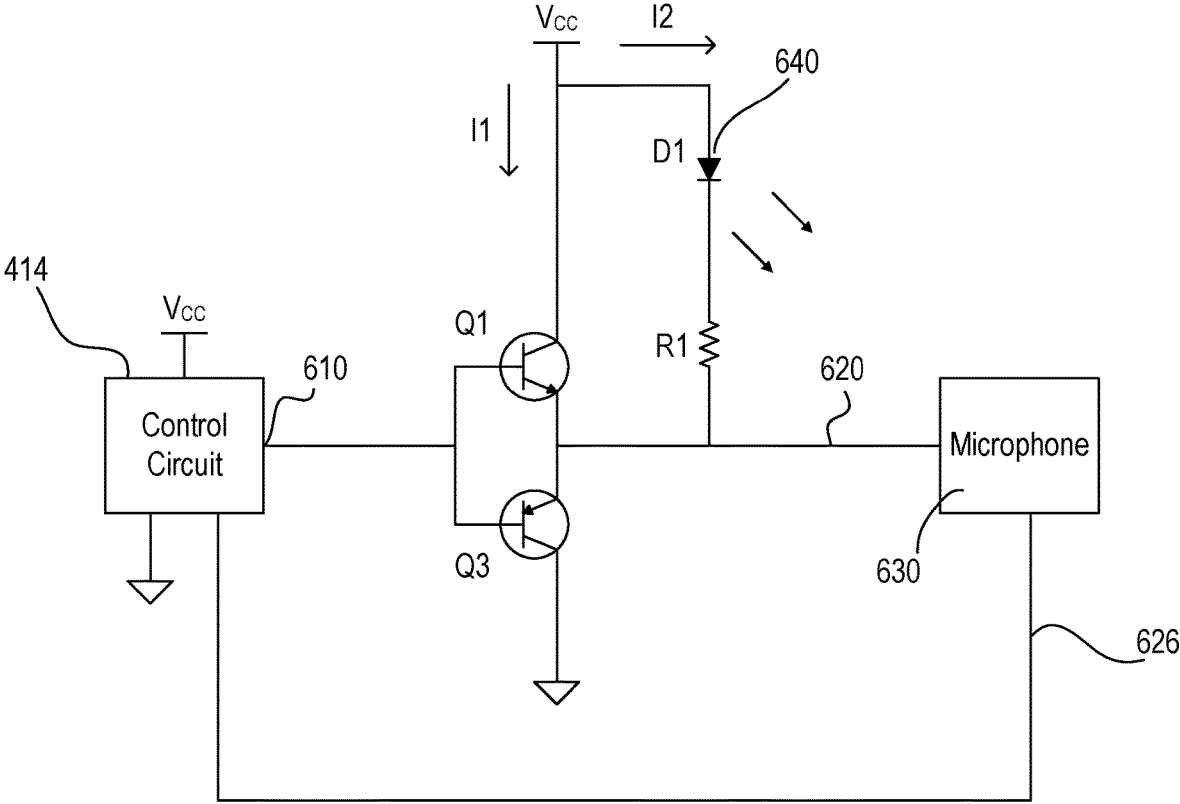 VCC
I2
640
I1
D1
414
VCC
Q1
R1
610
620
Control
Circuit
Microphone
Q3
630
626